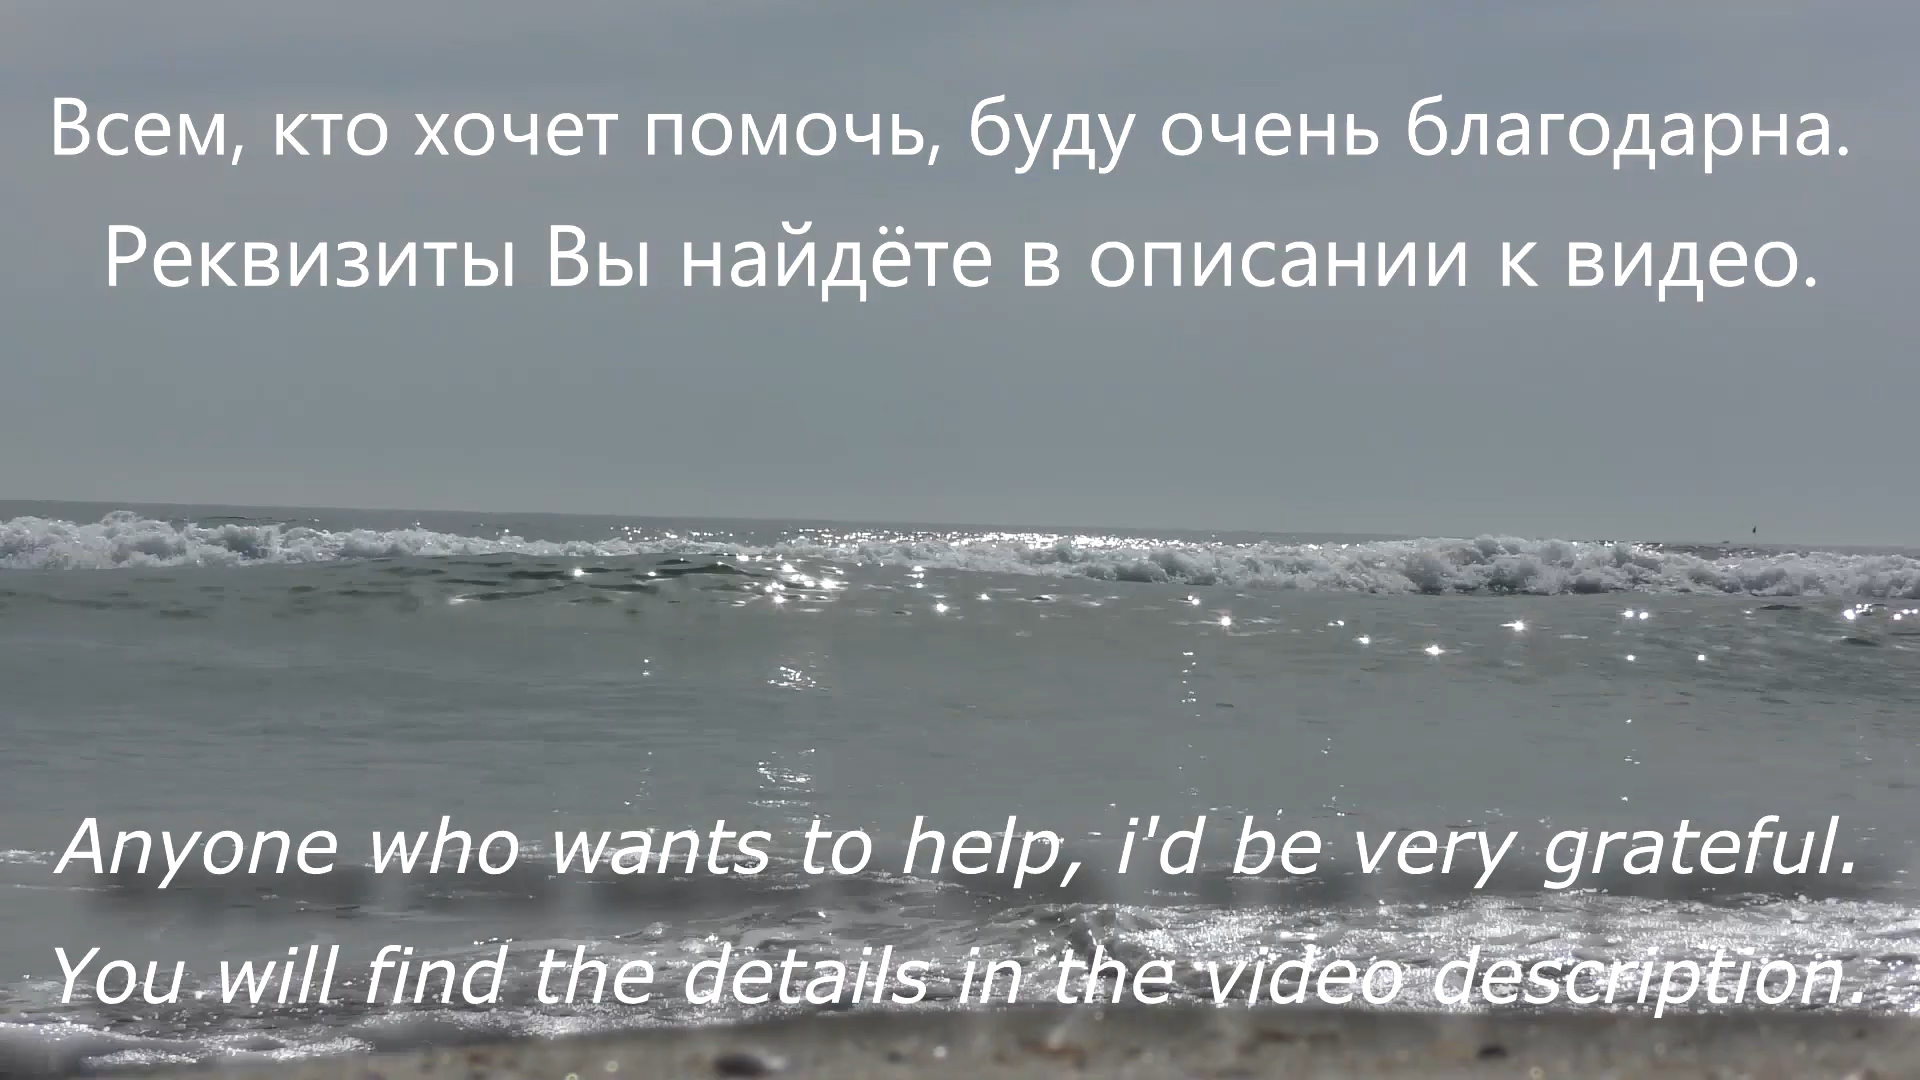 Всем, кто хочет помочь, буду очень благодарна.
Реквизиты Вы найдёте в описании к видео.
Anyone who wants to help, i'd be very grateful.
You will find the details in the video description.